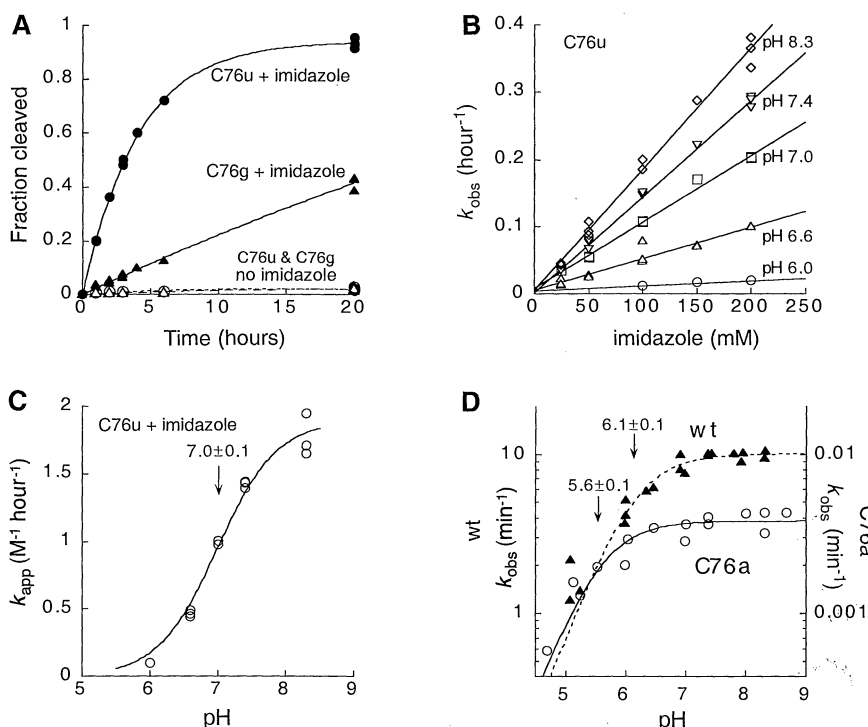 A
Fraction cleaved
1
0.8
0.6
0.4
0.2
0
0
5
10
15
20
Time (hours)
C76u + imidazole
C76g + imidazole
C76u & C76g
no imidazole
B
C76u
kobs (hour-1)
0.4
0.3
0.2
0.1
0
0
50
100
150
200
250
imidazole (mM)
pH 8.3
pH 7.4
pH 7.0
pH 6.6
pH 6.0
C
C76u + imidazole
7.0±0.1
kapp (M-1 hour-1)
2
1.5
1
0.5
0
5
6
7
8
9
pH
D
6.1±0.1
wt
5.6±0.1
C76a
wt
kobs (min-1)
10
1
0.01
0.001
C76a
kobs (min-1)
5
6
7
8
9
pH